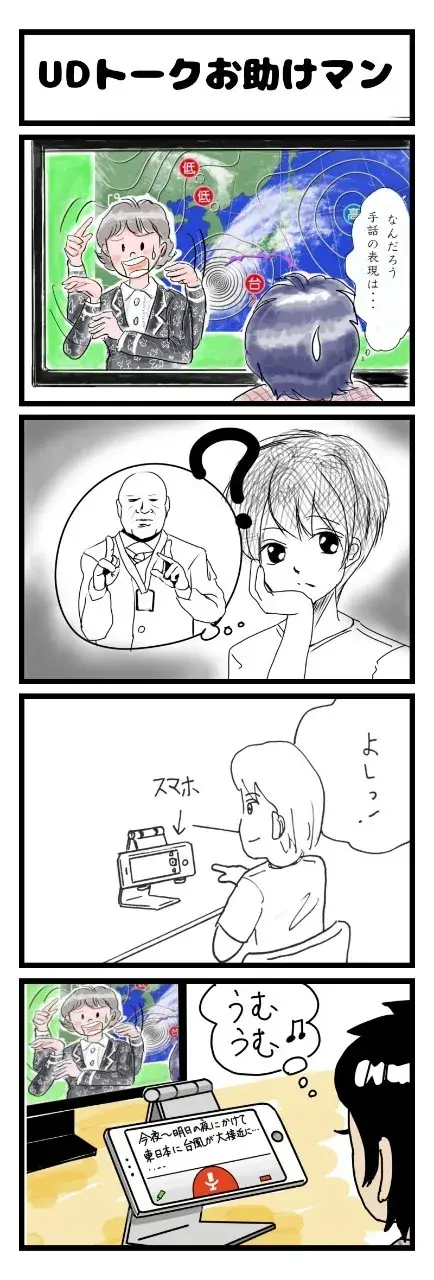 UDトークお助けマン
低
低
高
台
なんだろう
手話の表現は・・・
?
よしっ!
スマホ
うむ
うむ♫
今夜〜明日の夜にかけて
東日本に台風が大接近に…
-----